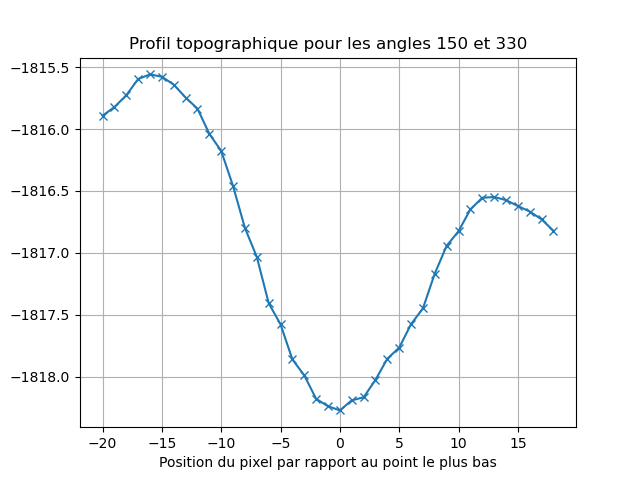 Profil topographique pour les angles 150 et 330
−1815.5
−1816.0
−1816.5
−1817.0
−1817.5
−1818.0
−20 −15 −10 −5 0 5 10 15
Position du pixel par rapport au point le plus bas